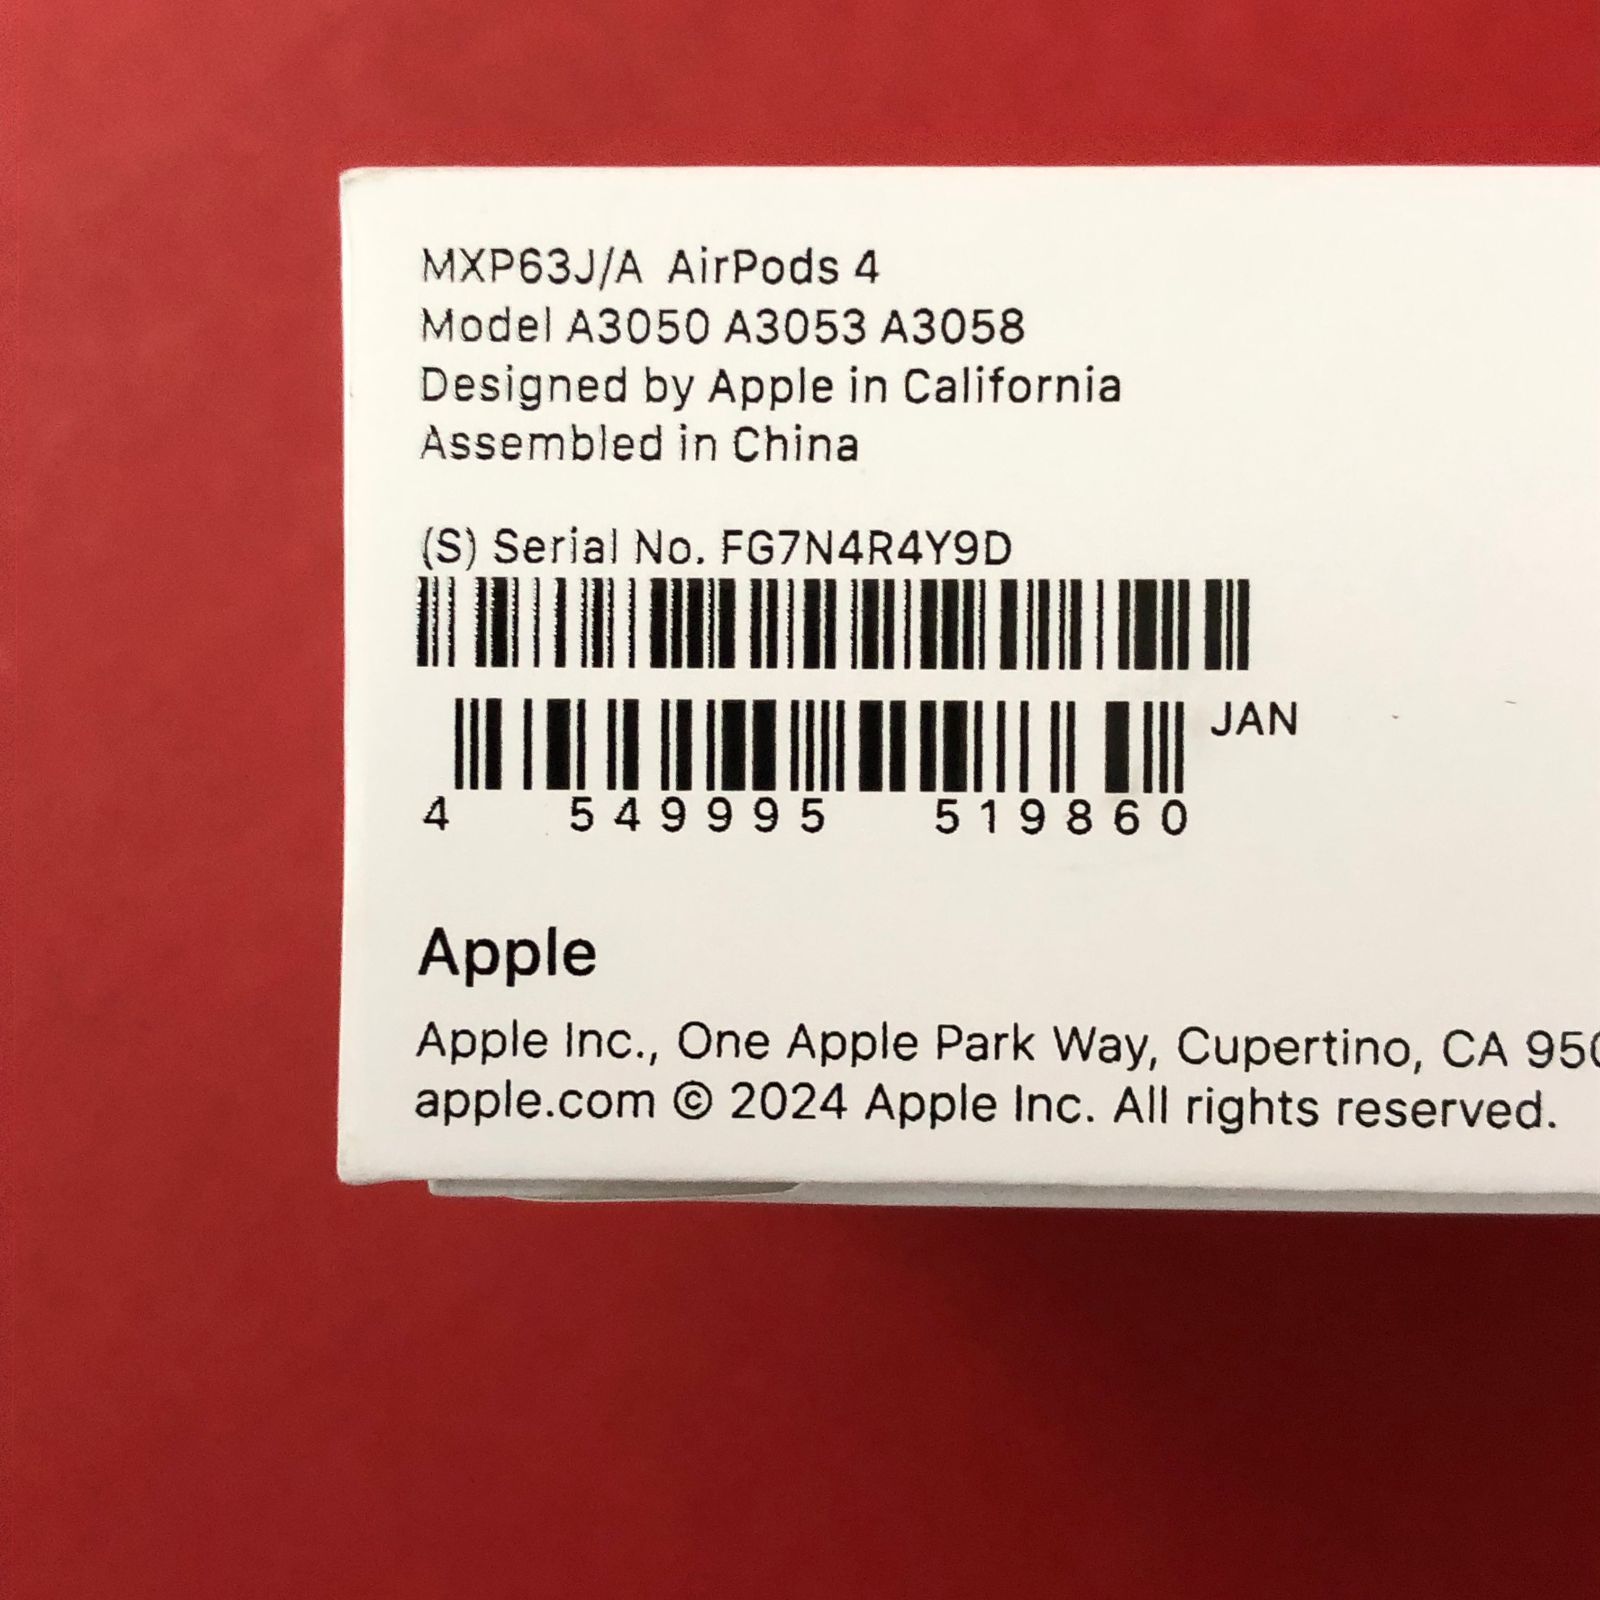 MXP63J/A AirPods 4
Model A3050 A3053 A3058
Designed by Apple in California
Assembled in China
(S) Serial No. FG7N4R4Y9D
JAN
4 549995 519860
Apple
Apple Inc., One Apple Park Way, Cupertino, CA
apple.com © 2024 Apple Inc. All rights reserved.